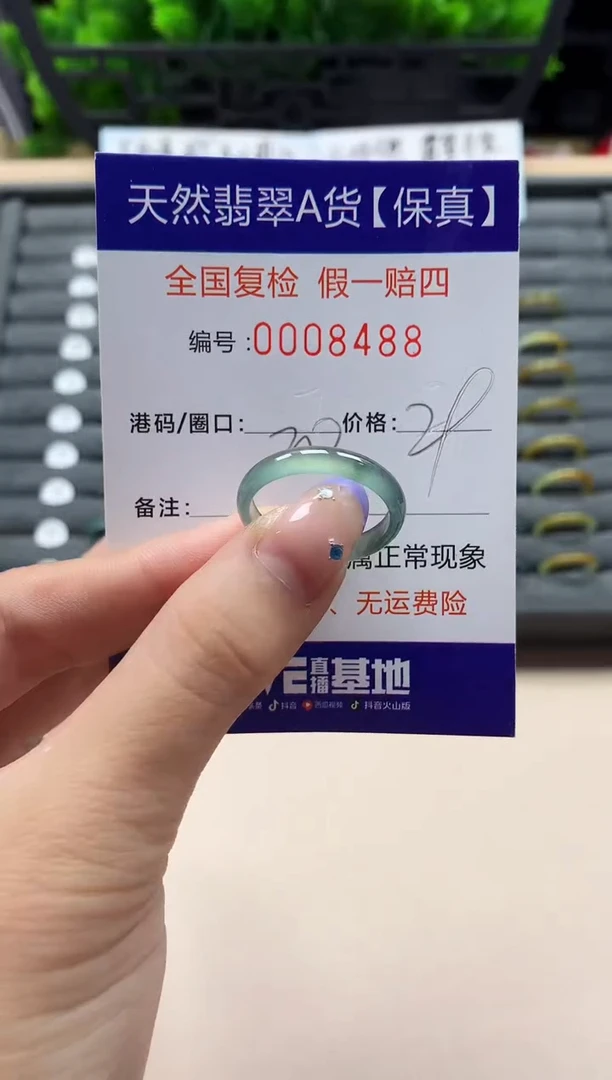 天然翡翠A货【保真】
全国复检 假一赔四
编号:0008488
港码/圈口: 价格:
备注:
属正常现象
、无运费险
VE直播基地
抖音 西瓜视频 抖音火山版